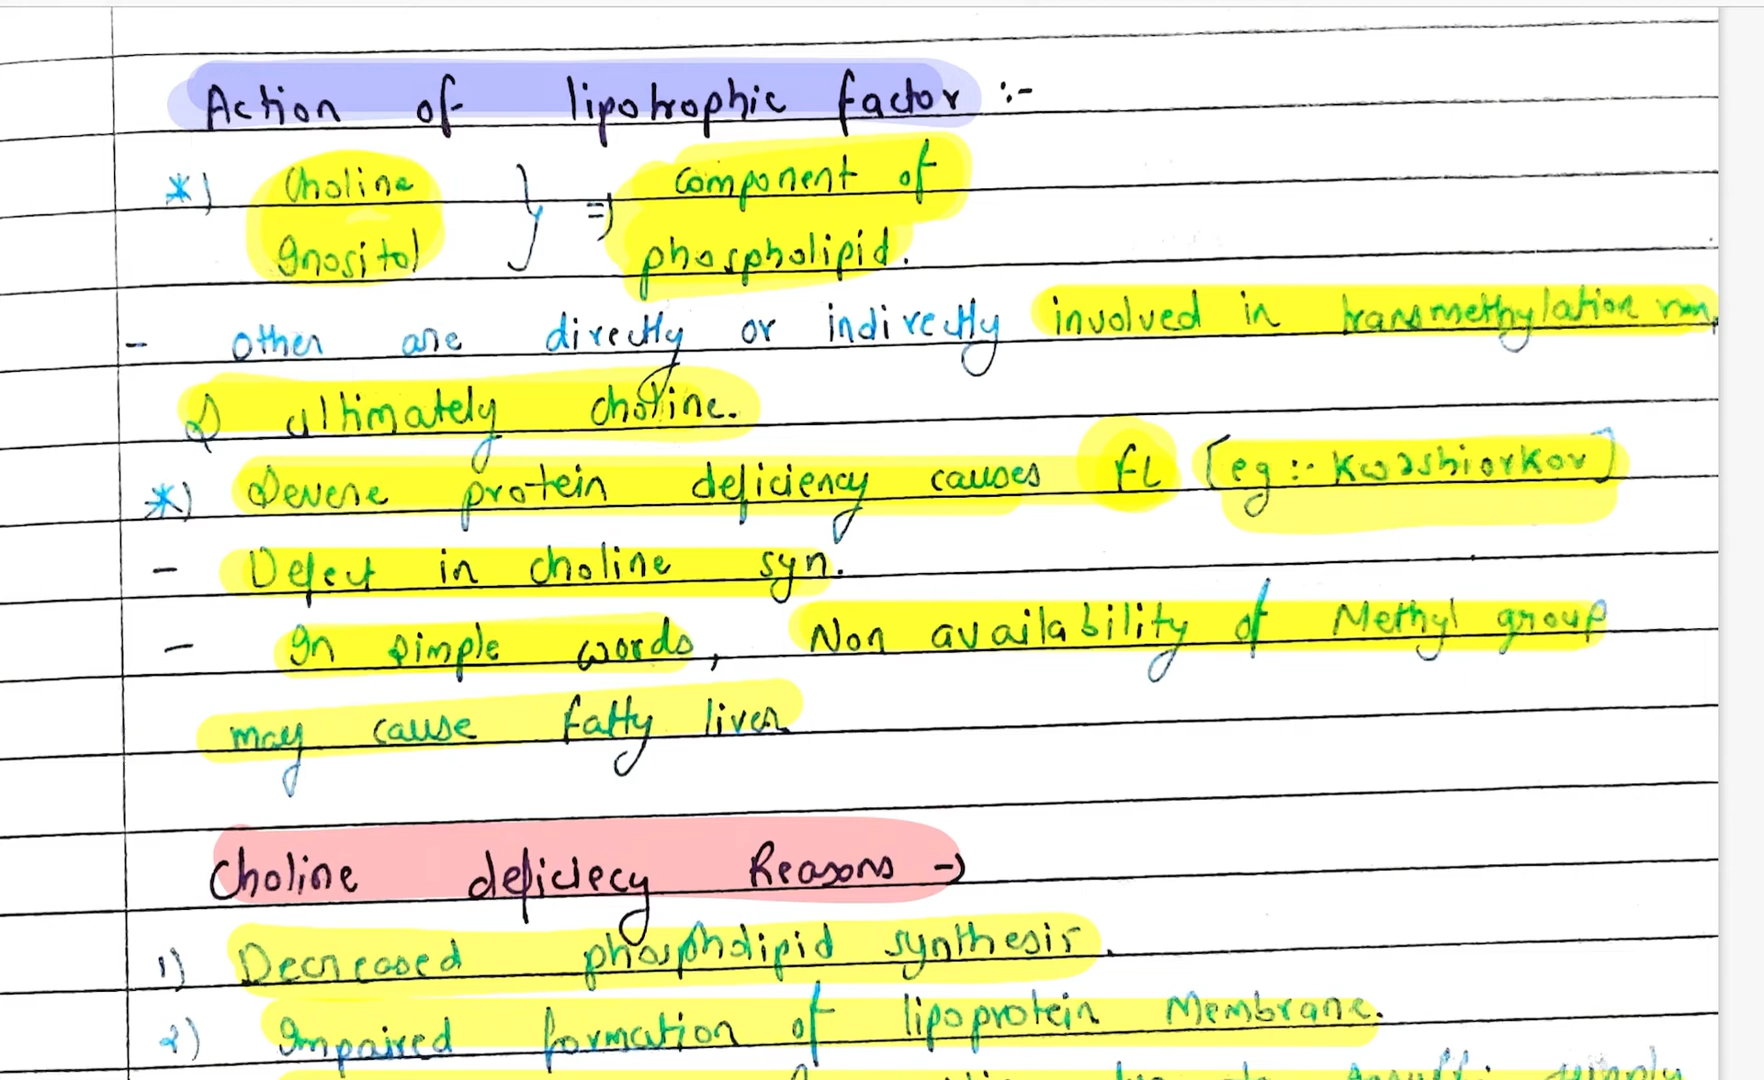 Action of lipotrophic factor :-
*) Choline } => component of
Inositol phospholipid.
- other are directly or indirectly involved in transmethylation rxn,
& ultimately choline.
*) Severe protein deficiency causes FL [eg :- Kwashiorkor]
- Defect in choline syn.
- In simple words, Non availability of Methyl group
may cause fatty liver
Choline deficiecy Reasons ->
1) Decreased phospholipid synthesis.
2) Impaired formation of lipoprotein Membrane.